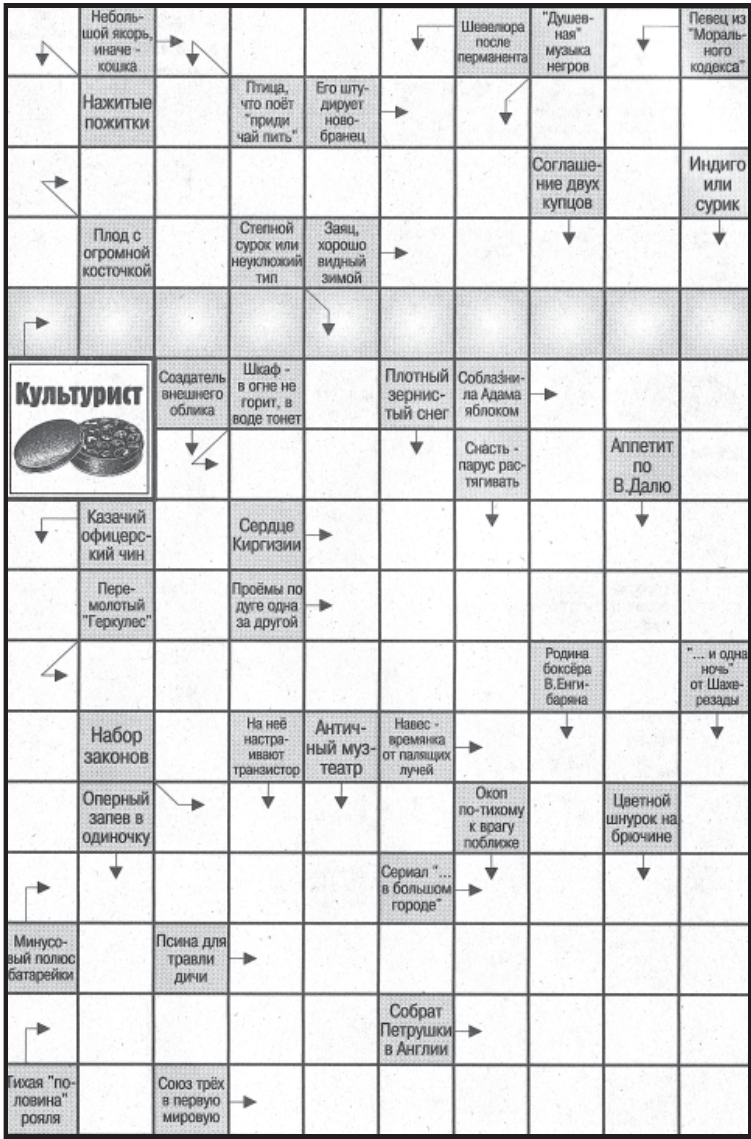 Неболь-
шой якорь,
иначе -
кошка
Шевелюра
после
перманента
"Душев-
ная"
музыка
негров
Певец из
"Мораль-
ного
кодекса"
Нажитые
пожитки
Птица,
что поёт
"приди
чай пить"
Его шту-
дирует
ново-
бранец
Соглаше-
ние двух
купцов
Индиго
или
сурик
Плод с
огромной
косточкой
Степной
сурок или
неуклюжий
тип
Заяц,
хорошо
видный
зимой
Культурист
Создатель
внешнего
облика
Шкаф -
в огне не
горит, в
воде тонет
Плотный
зернис-
тый снег
Соблазни-
ла Адама
яблоком
Снасть -
парус рас-
тягивать
Аппетит
по
В.Далю
Казачий
офицерс-
кий чин
Сердце
Киргизии
Пере-
молотый
"Геркулес"
Проёмы по
дуге одна
за другой
Родина
боксёра
В.Енги-
баряна
"... и одна
ночь"
от Шахе-
резады
Набор
законов
На неё
настра-
ивают
транзистор
Антич-
ный муз-
театр
Навес -
времянка
от палящих
лучей
Оперный
запев в
одиночку
Окоп
по-тихому
к врагу
поближе
Цветной
шнурок на
брючине
Сериал "...
в большом
городе"
Минусо-
вый полюс
батарейки
Псина для
травли
дичи
Собрат
Петрушки
в Англии
Тихая "по-
ловина"
рояля
Союз трёх
в первую
мировую